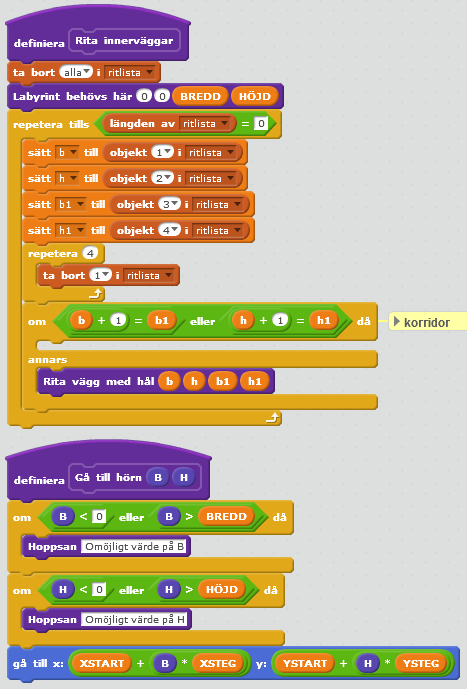 definiera Rita innerväggar
ta bort alla i ritlista
Labyrint behövs här 0 0 BREDD HÖJD
repetera tills längden av ritlista = 0
sätt b till objekt 1 i ritlista
sätt h till objekt 2 i ritlista
sätt b1 till objekt 3 i ritlista
sätt h1 till objekt 4 i ritlista
repetera 4
ta bort 1 i ritlista
om b + 1 = b1 eller h + 1 = h1 då korridor
annars
Rita vägg med hål b h b1 h1
definiera Gå till hörn B H
om B < 0 eller B > BREDD då
Hoppsan Omöjligt värde på B
om H < 0 eller H > HÖJD då
Hoppsan Omöjligt värde på H
gå till x: XSTART + B * XSTEG y: YSTART + H * YSTEG